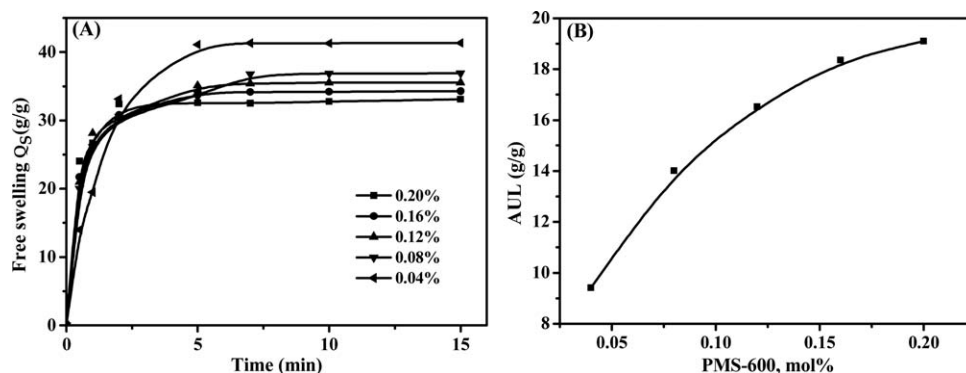 (A)
Free swelling QS(g/g)
40
30
20
10
0
0.20%
0.16%
0.12%
0.08%
0.04%
0 5 10 15
Time (min)
(B)
AUL (g/g)
20
18
16
14
12
10
8
0.05 0.10 0.15 0.20
PMS-600, mol%